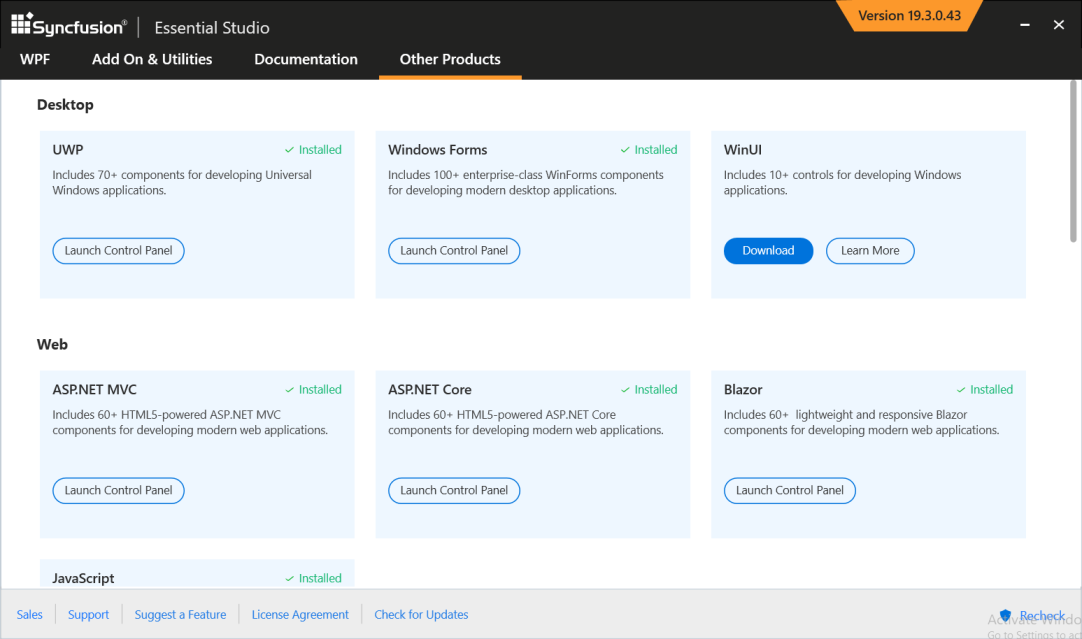 Syncfusion® Essential Studio
Version 19.3.0.43
WPF Add On & Utilities Documentation Other Products
Desktop
UWP Installed
Includes 70+ components for developing Universal
Windows applications.
Launch Control Panel
Windows Forms Installed
Includes 100+ enterprise-class WinForms components
for developing modern desktop applications.
Launch Control Panel
WinUI
Includes 10+ controls for developing Windows
applications.
Download Learn More
Web
ASP.NET MVC Installed
Includes 60+ HTML5-powered ASP.NET MVC
components for developing modern web applications.
Launch Control Panel
ASP.NET Core Installed
Includes 60+ HTML5-powered ASP.NET Core
components for developing modern web applications.
Launch Control Panel
Blazor Installed
Includes 60+ lightweight and responsive Blazor
components for developing modern web applications.
Launch Control Panel
JavaScript Installed
Sales Support Suggest a Feature License Agreement Check for Updates Recheck
Activate Windo
Go to Settings to act